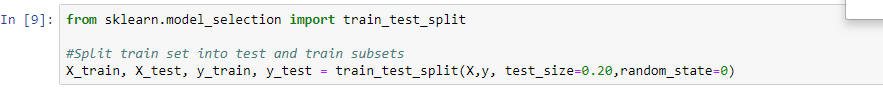 In [9]: from sklearn.model_selection import train_test_split
#Split train set into test and train subsets
X_train, X_test, y_train, y_test = train_test_split(X,y, test_size=0.20,random_state=0)